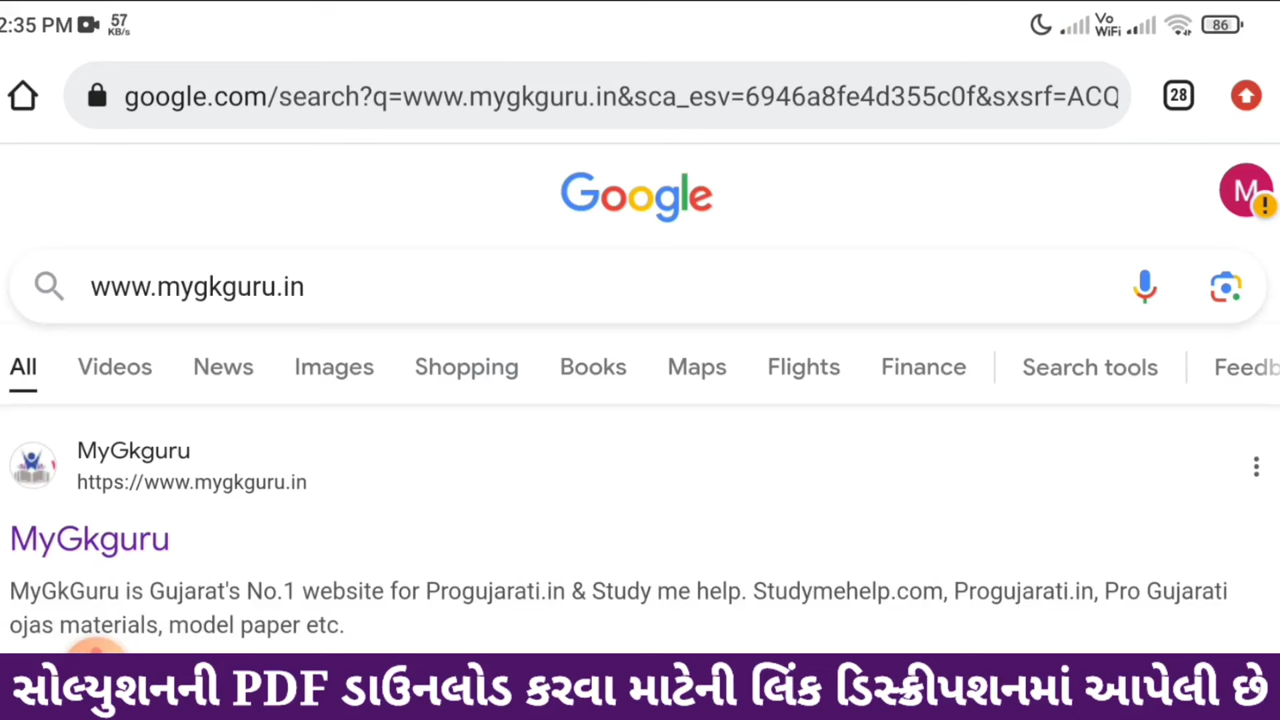 2:35 PM 57 KB/s Vo WiFi 86
google.com/search?q=www.mygkguru.in&sca_esv=6946a8fe4d355c0f&sxsrf=ACQ 28
Google M
www.mygkguru.in
All Videos News Images Shopping Books Maps Flights Finance Search tools Feedb
MyGkguru
https://www.mygkguru.in
MyGkguru
MyGkGuru is Gujarat's No.1 website for Progujarati.in & Study me help. Studymehelp.com, Progujarati.in, Pro Gujarati
ojas materials, model paper etc.
સોલ્યુશનની PDF ડાઉનલોડ કરવા માટેની લિંક ડિસ્ક્રીપશનમાં આપેલી છે